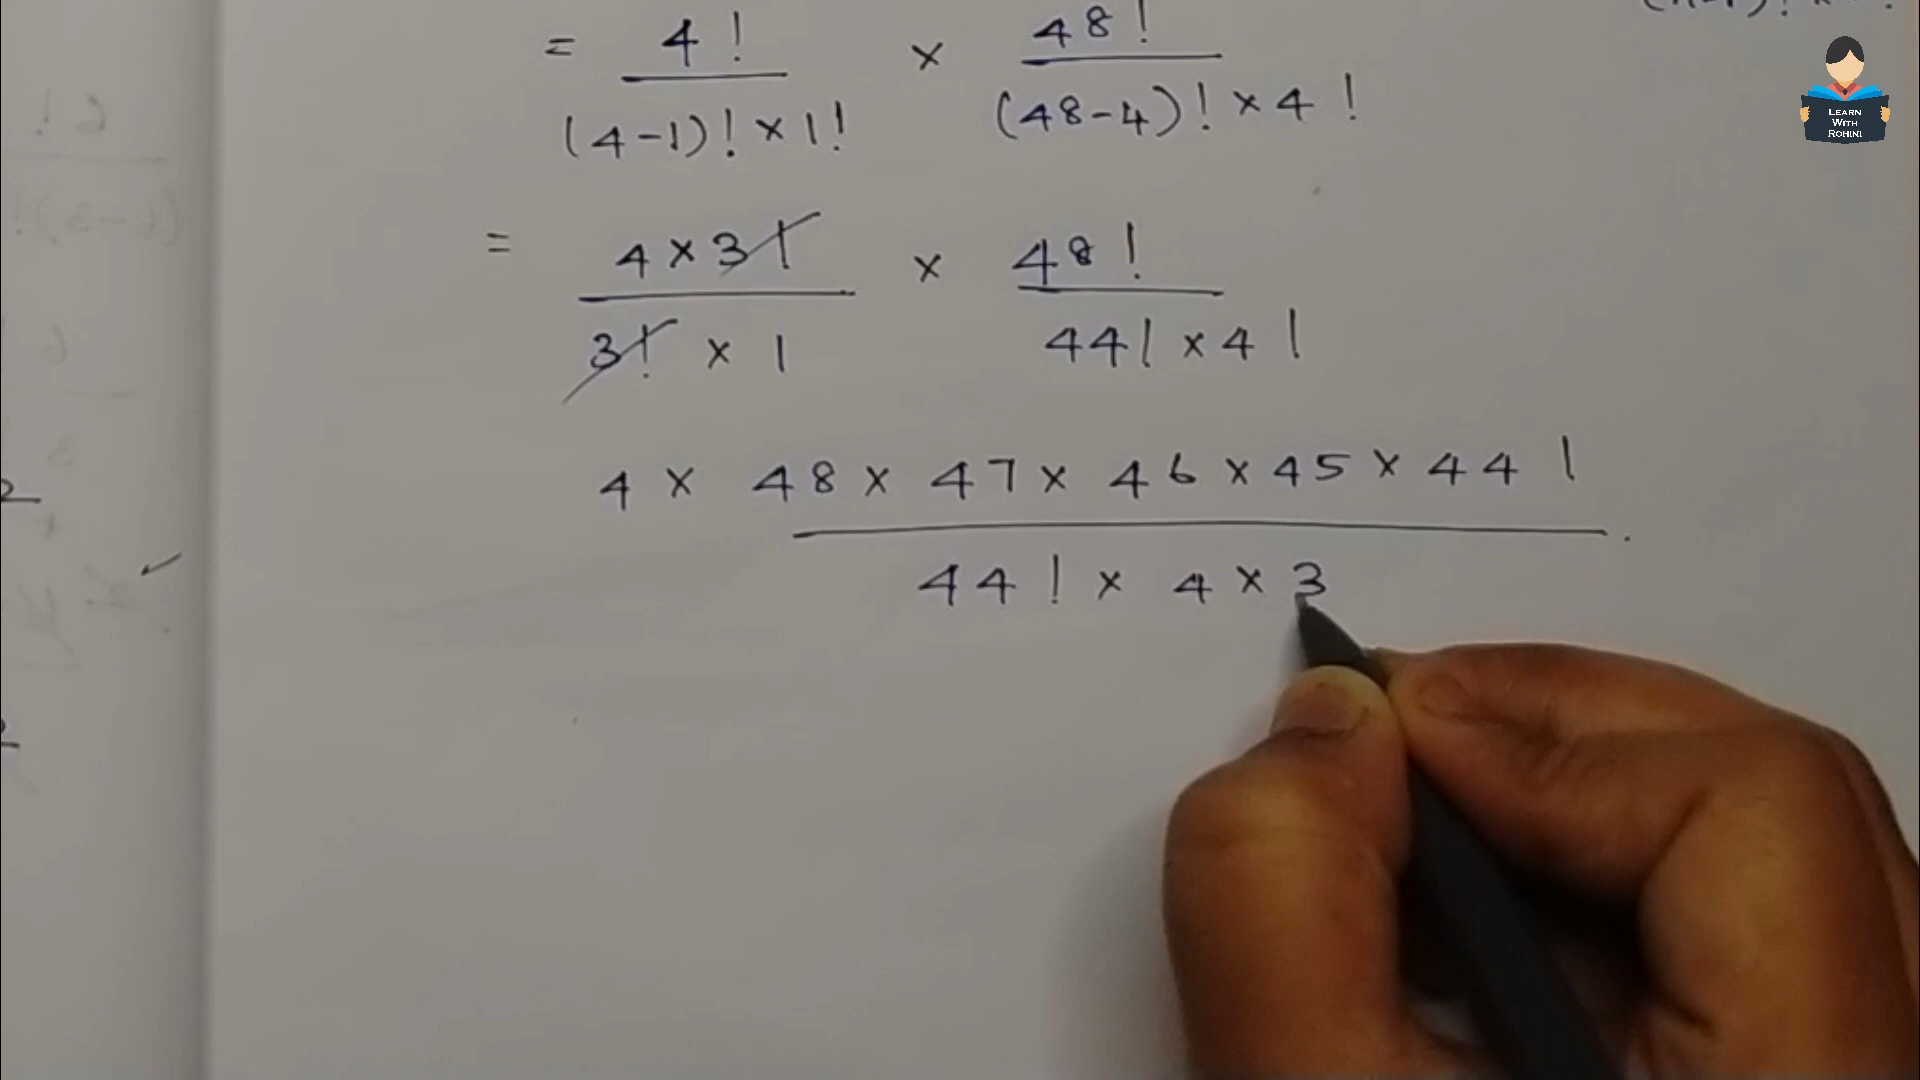 = 4! × 48!
(4-1)! × 1! (48-4)! × 4!
LEARN
WITH
ROHINI
= 4 × 3! × 48!
3! × 1 44! × 4!
4 × 48 × 47 × 46 × 45 × 44!
44! × 4 × 3